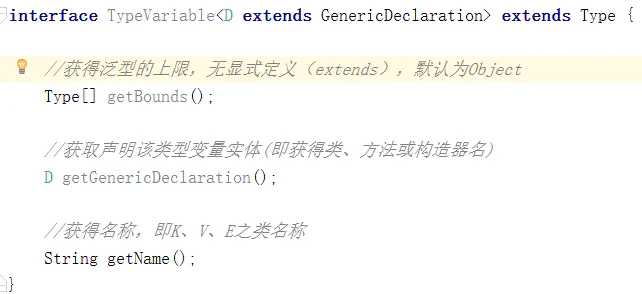 interface TypeVariable<D extends GenericDeclaration> extends Type {
//获得泛型的上限，无显式定义（extends），默认为Object
Type[] getBounds();
//获取声明该类型变量实体(即获得类、方法或构造器名)
D getGenericDeclaration();
//获得名称，即K、V、E之类名称
String getName();
}